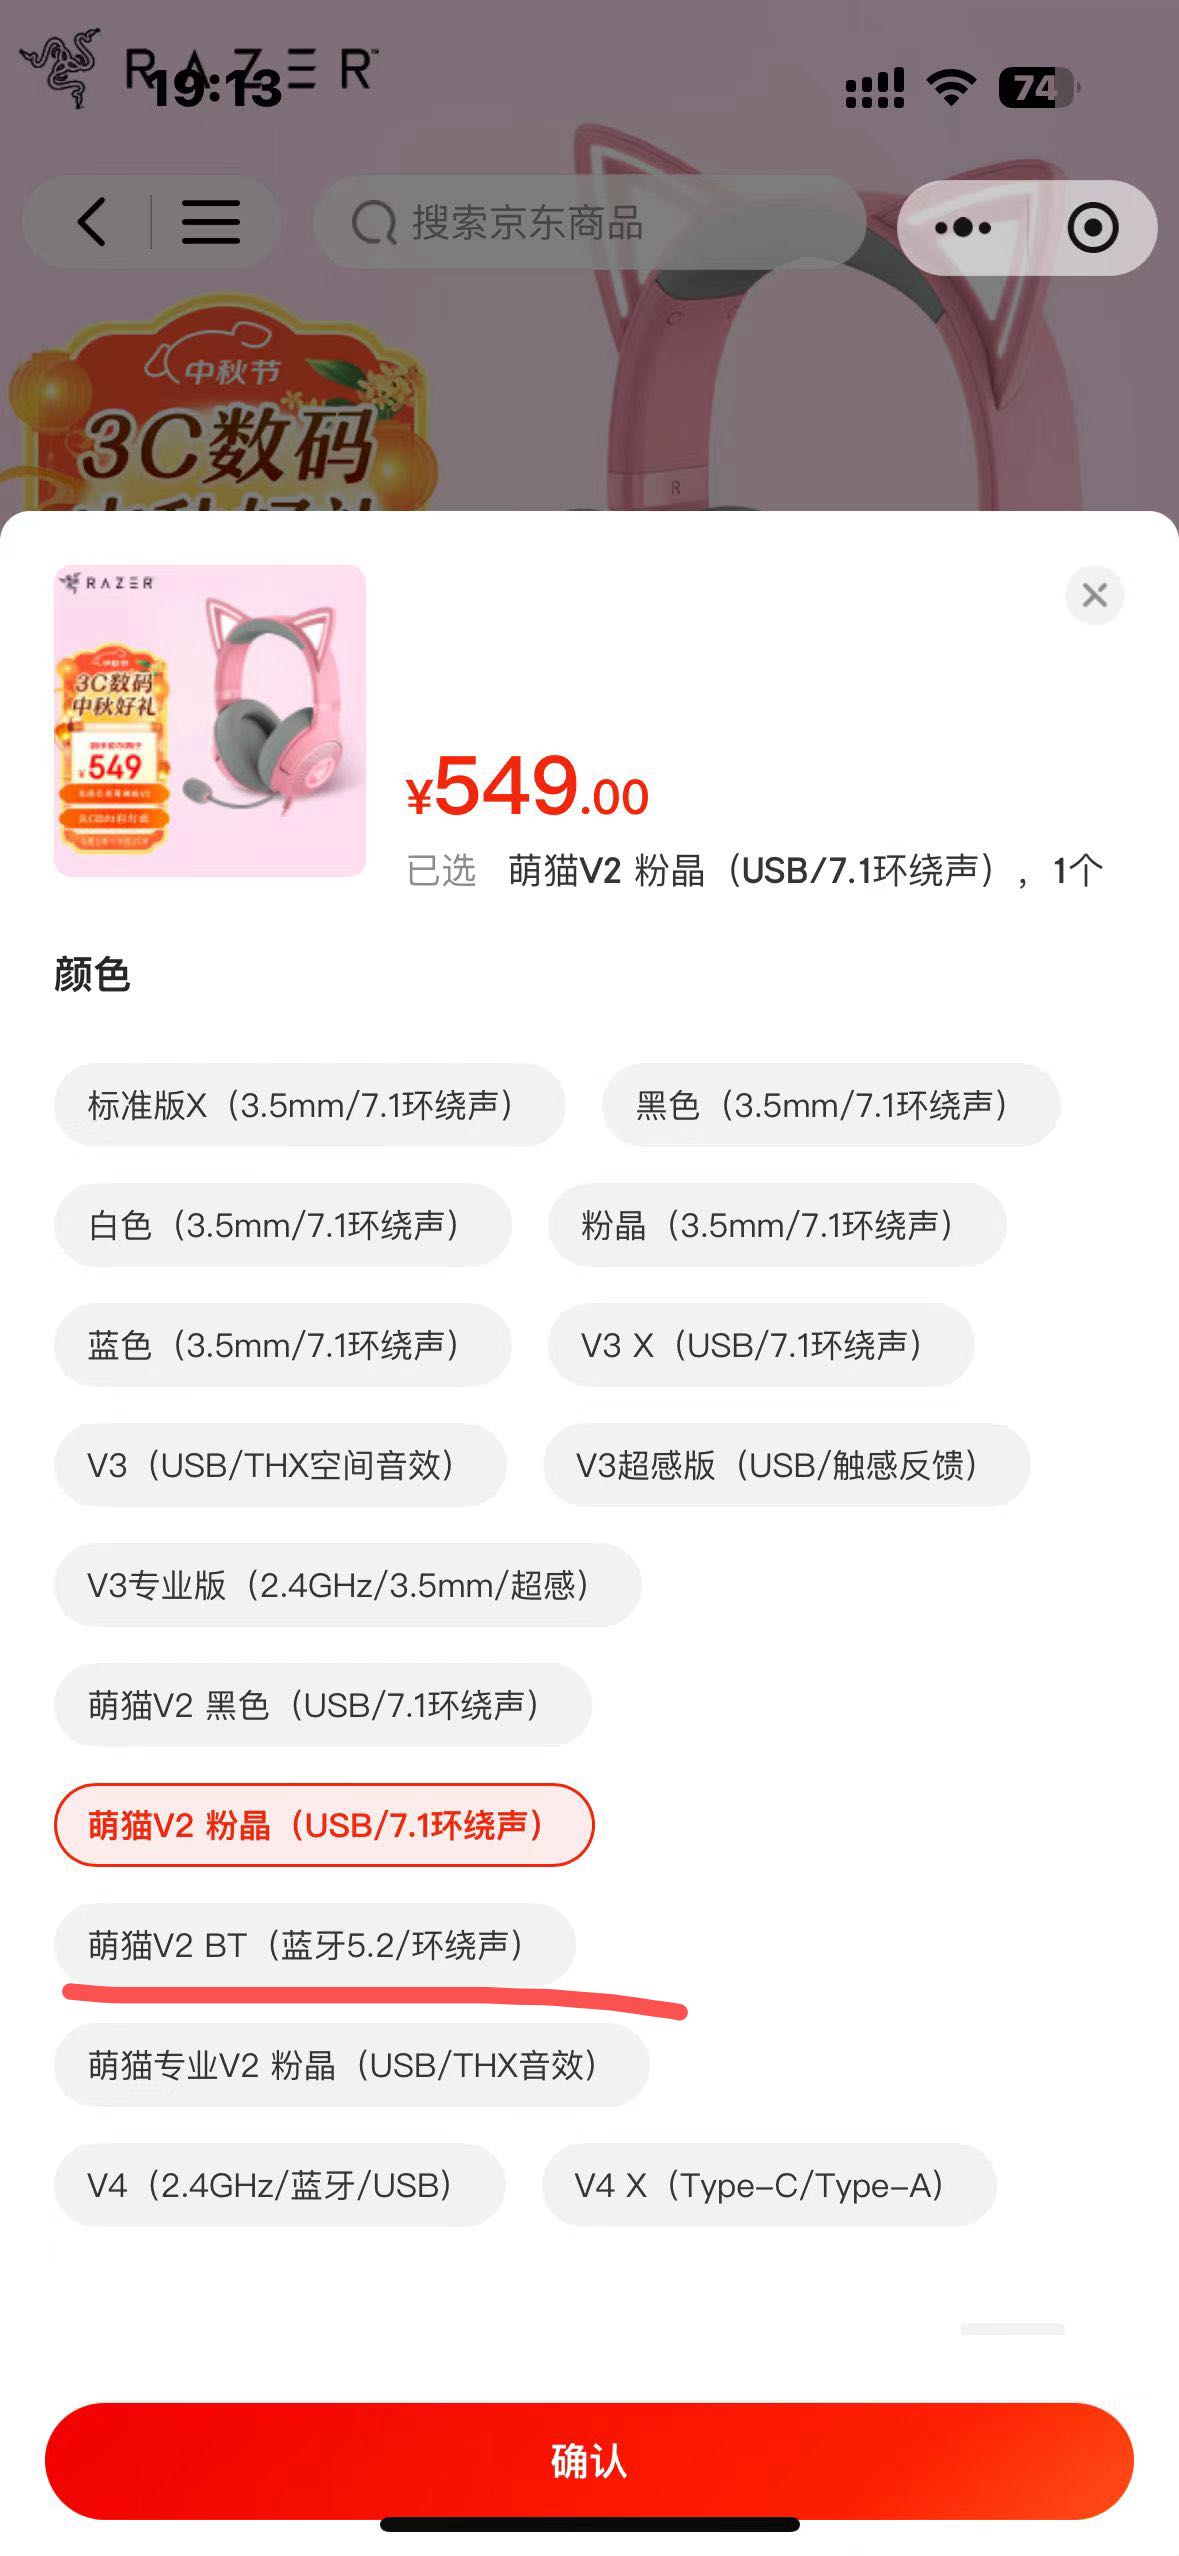 RAZER
19:13
74
搜索京东商品
中秋节
3C数码
R
RAZER
中秋节
3C数码
中秋好礼
¥549
¥549.00
已选 萌猫V2 粉晶（USB/7.1环绕声）, 1个
颜色
标准版X（3.5mm/7.1环绕声）
黑色（3.5mm/7.1环绕声）
白色（3.5mm/7.1环绕声）
粉晶（3.5mm/7.1环绕声）
蓝色（3.5mm/7.1环绕声）
V3 X（USB/7.1环绕声）
V3（USB/THX空间音效）
V3超感版（USB/触感反馈）
V3专业版（2.4GHz/3.5mm/超感）
萌猫V2 黑色（USB/7.1环绕声）
萌猫V2 粉晶（USB/7.1环绕声）
萌猫V2 BT（蓝牙5.2/环绕声）
萌猫专业V2 粉晶（USB/THX音效）
V4（2.4GHz/蓝牙/USB）
V4 X（Type-C/Type-A）
确认